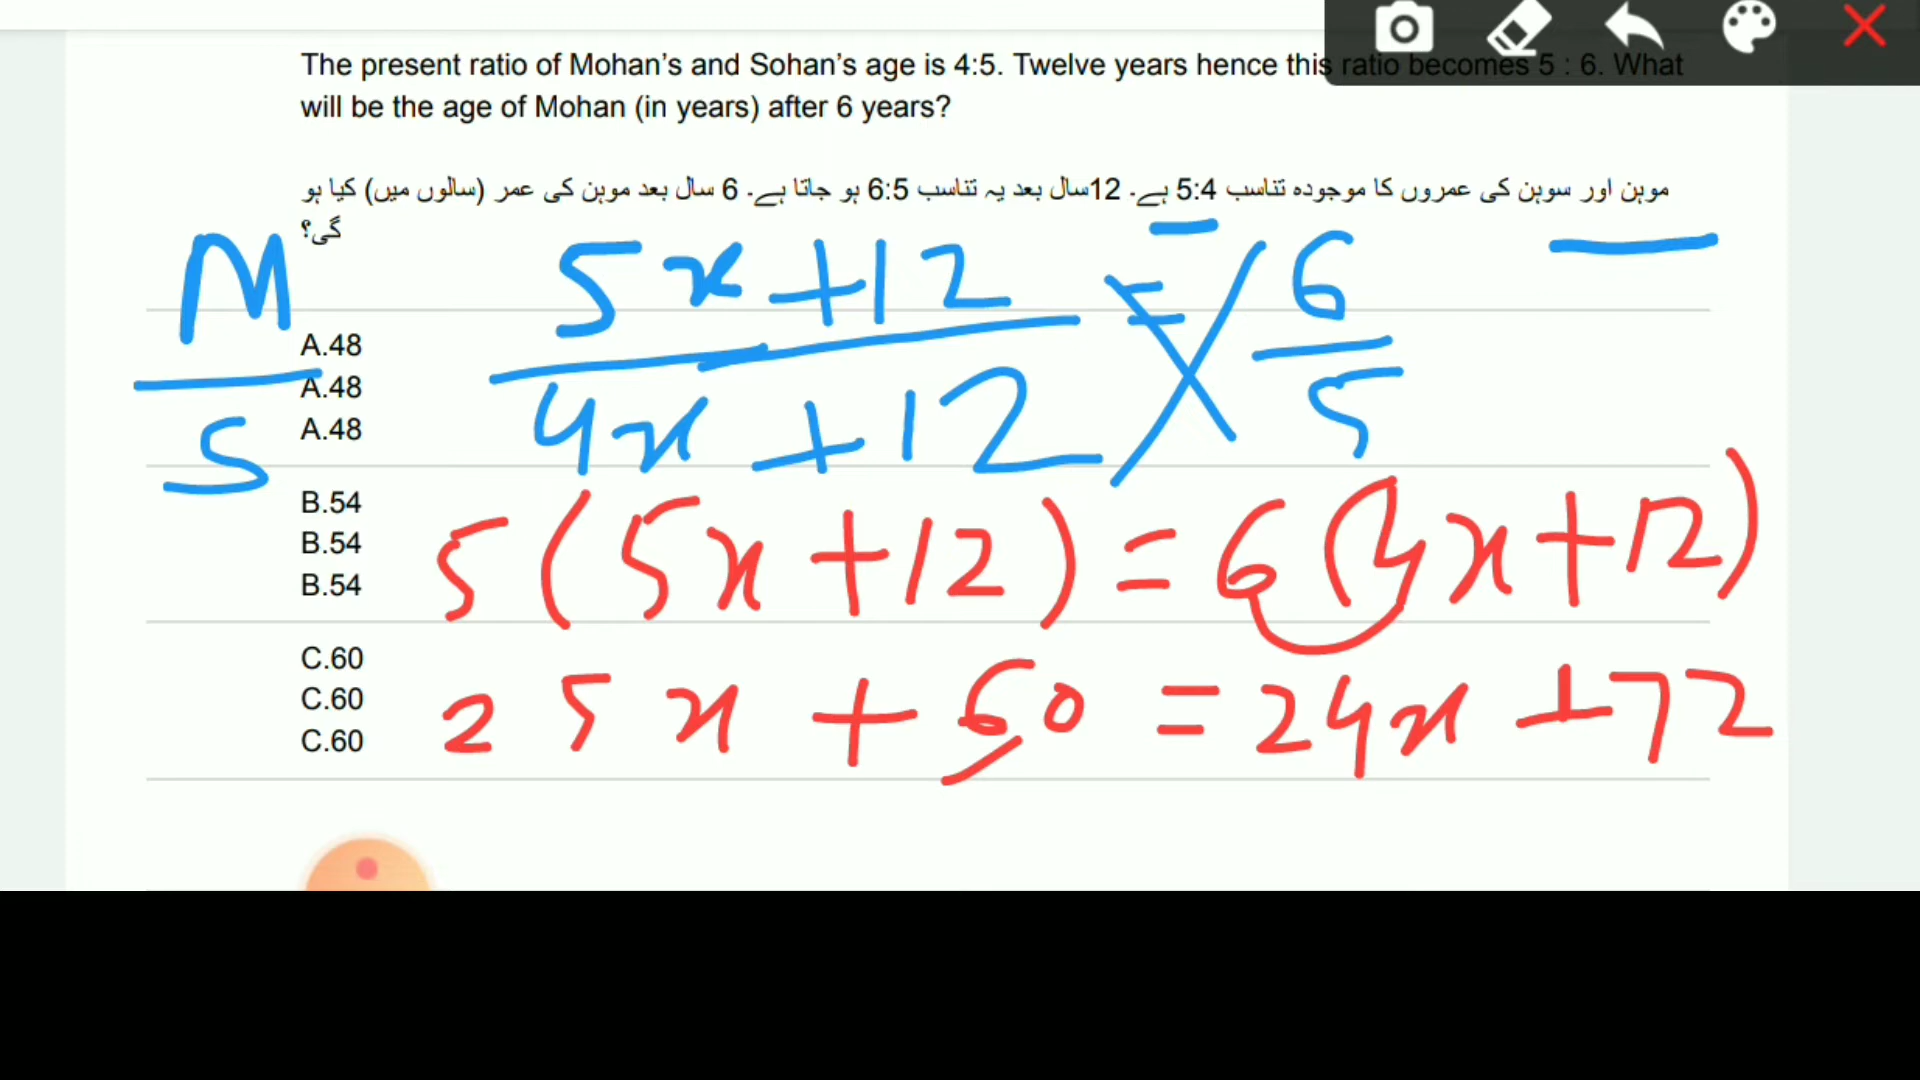 The present ratio of Mohan's and Sohan's age is 4:5. Twelve years hence this ratio becomes 5 : 6. What
will be the age of Mohan (in years) after 6 years?
موہن اور سوہن کی عمروں کا موجودہ تناسب 5:4 ہے۔ 12سال بعد یہ تناسب 6:5 ہو جاتا ہے۔ 6 سال بعد موہن کی عمر (سالوں میں) کیا ہو
گی؟
M
S
5x+12 = 6
4x+12 5
A.48
A.48
A.48
B.54
B.54
B.54
5(5x+12)=6(4x+12)
C.60
C.60
C.60
25x+60=24x+72